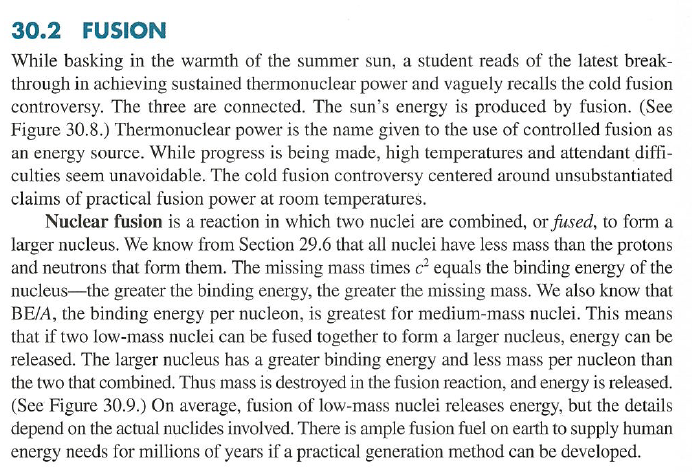 30.2 FUSION
While basking in the warmth of the summer sun, a student reads of the latest break-
through in achieving sustained thermonuclear power and vaguely recalls the cold fusion
controversy. The three are connected. The sun's energy is produced by fusion. (See
Figure 30.8.) Thermonuclear power is the name given to the use of controlled fusion as
an energy source. While progress is being made, high temperatures and attendant diffi-
culties seem unavoidable. The cold fusion controversy centered around unsubstantiated
claims of practical fusion power at room temperatures.
Nuclear fusion is a reaction in which two nuclei are combined, or fused, to form a
larger nucleus. We know from Section 29.6 that all nuclei have less mass than the protons
and neutrons that form them. The missing mass times c² equals the binding energy of the
nucleus—the greater the binding energy, the greater the missing mass. We also know that
BE/A, the binding energy per nucleon, is greatest for medium-mass nuclei. This means
that if two low-mass nuclei can be fused together to form a larger nucleus, energy can be
released. The larger nucleus has a greater binding energy and less mass per nucleon than
the two that combined. Thus mass is destroyed in the fusion reaction, and energy is released.
(See Figure 30.9.) On average, fusion of low-mass nuclei releases energy, but the details
depend on the actual nuclides involved. There is ample fusion fuel on earth to supply human
energy needs for millions of years if a practical generation method can be developed.